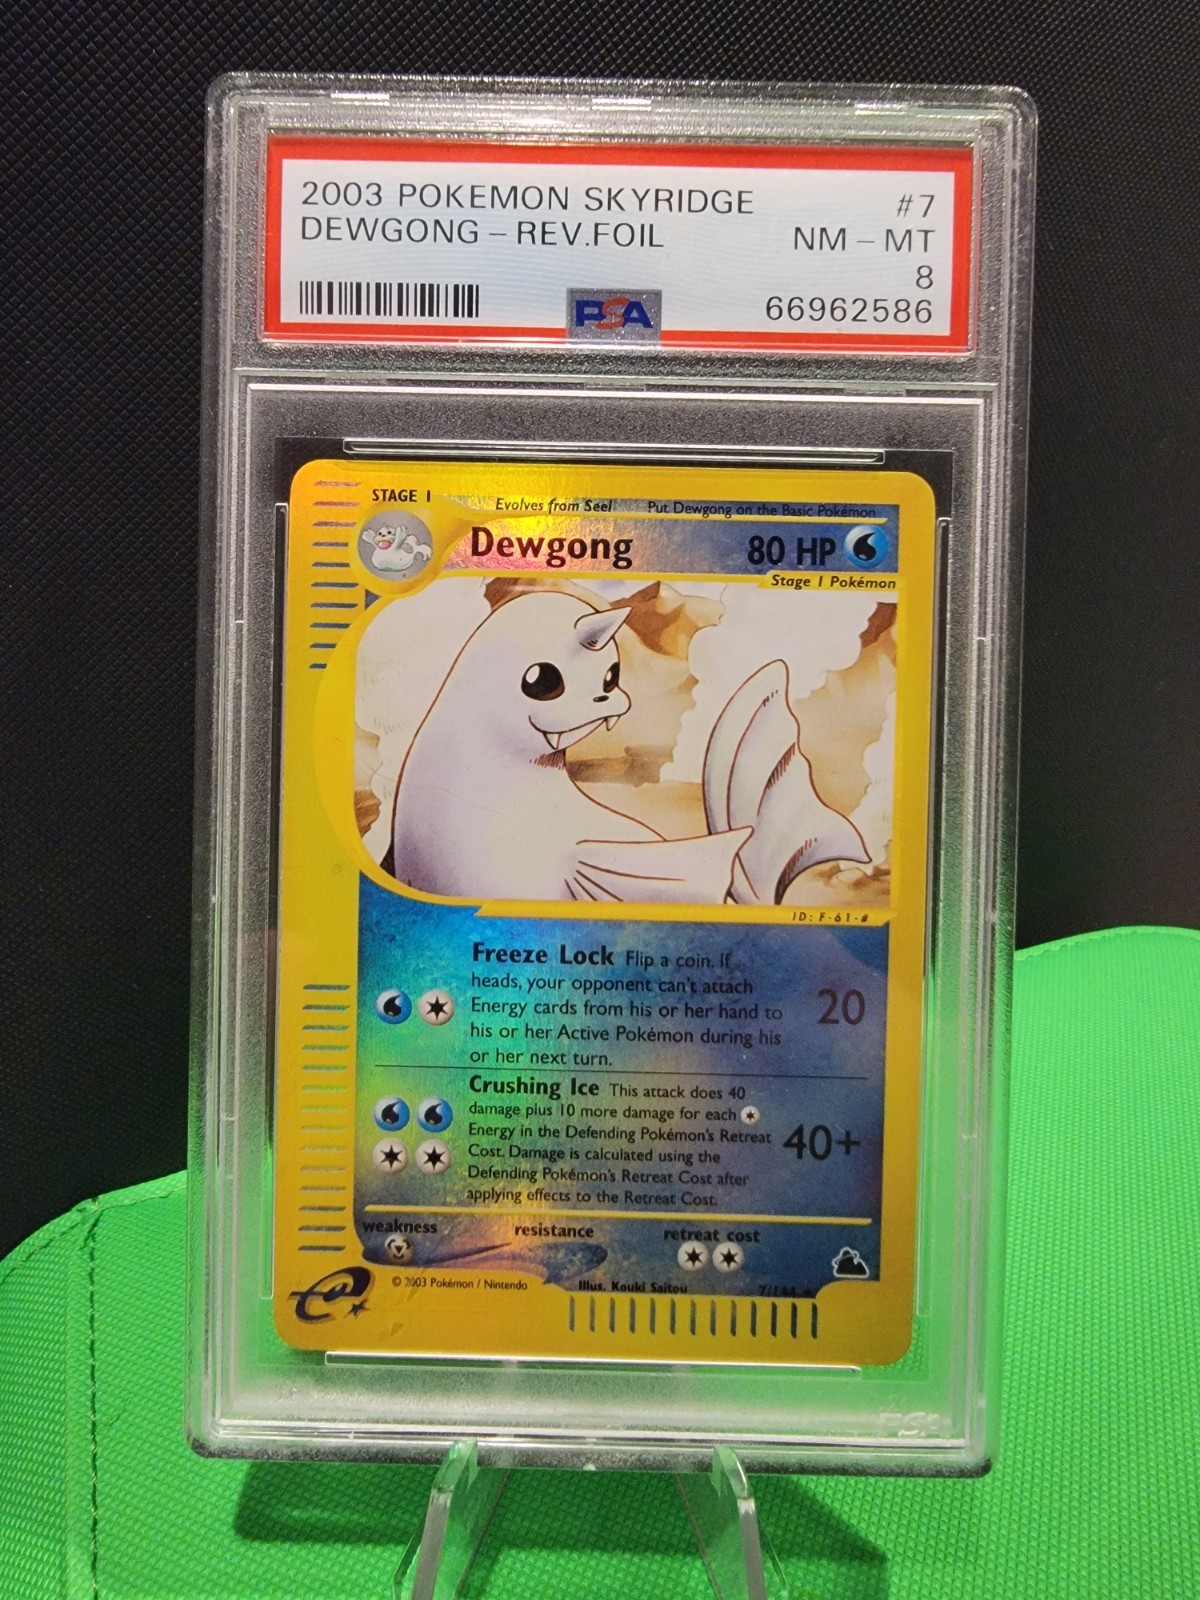 2003 POKEMON SKYRIDGE #7
DEWGONG - REV.FOIL NM - MT
8
PSA 66962586
STAGE 1 Evolves from Seel Put Dewgong on the Basic Pokémon
Dewgong 80 HP
Stage 1 Pokémon
ID: F-61-#
Freeze Lock Flip a coin. If
heads, your opponent can't attach
Energy cards from his or her hand to 20
his or her Active Pokémon during his
or her next turn.
Crushing Ice This attack does 40
damage plus 10 more damage for each
Energy in the Defending Pokémon's Retreat 40+
Cost. Damage is calculated using the
Defending Pokémon's Retreat Cost after
applying effects to the Retreat Cost.
weakness resistance retreat cost
e
© 2003 Pokémon / Nintendo Illus. Kouki Saitou 7/144
PSA